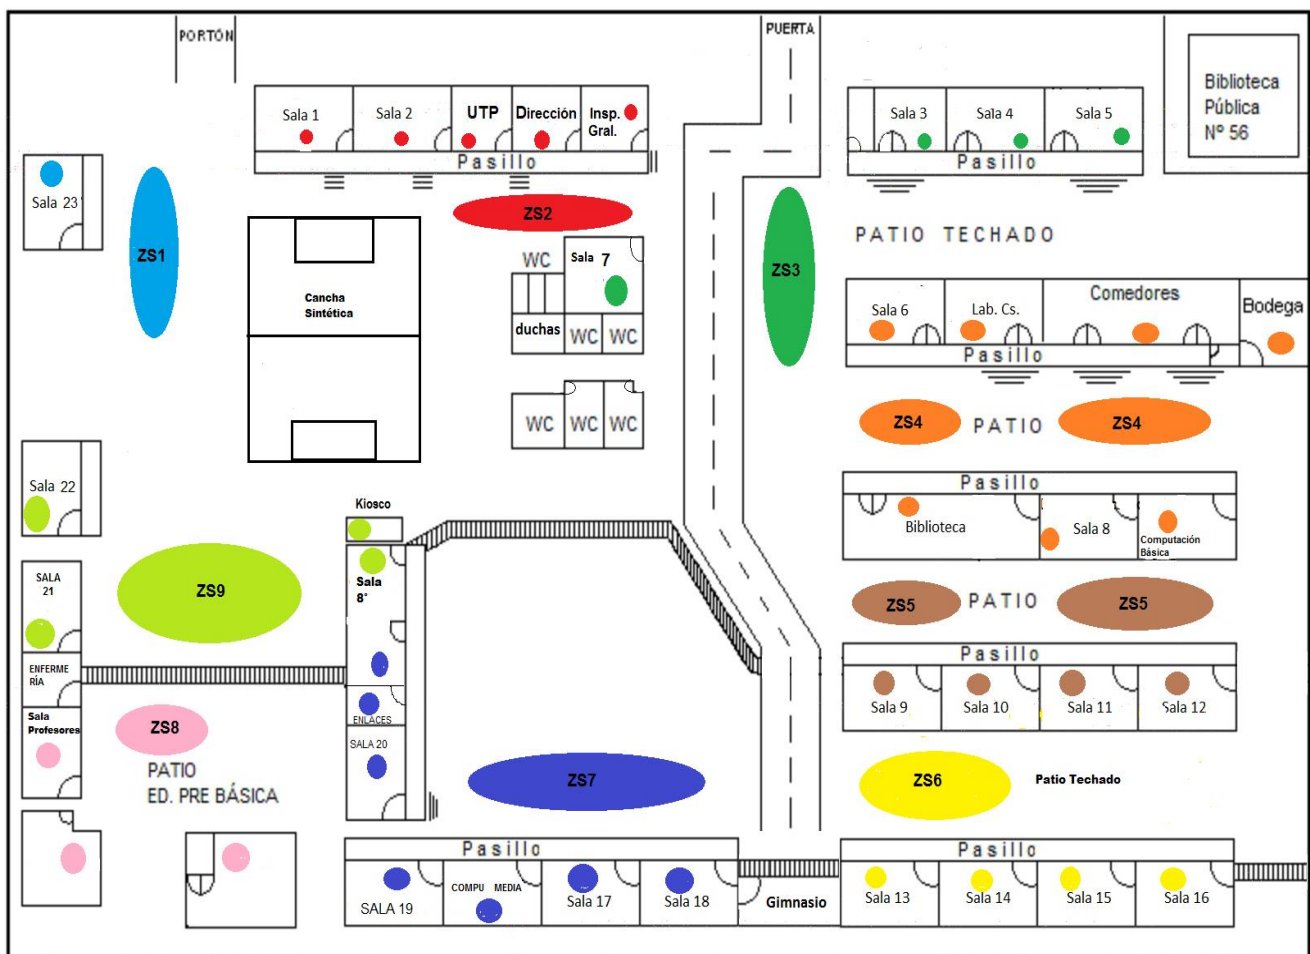 PORTÓN
PUERTA
Biblioteca
Pública
Nº 56
Sala 1
Sala 2
UTP
Dirección
Insp.
Gral.
Pasillo
Sala 3
Sala 4
Sala 5
Pasillo
Sala 23
ZS1
ZS2
ZS3
PATIO TECHADO
Cancha
Sintética
WC
Sala 7
duchas
WC
WC
Sala 6
Lab. Cs.
Comedores
Bodega
Pasillo
WC
WC
WC
ZS4
PATIO
ZS4
Sala 22
Kiosco
Pasillo
Biblioteca
Sala 8
Computación
Básica
SALA
21
ZS9
Sala
8°
ZS5
PATIO
ZS5
ENFERME
RÍA
Pasillo
Sala 9
Sala 10
Sala 11
Sala 12
Sala
Profesores
ZS8
ENLACES
SALA 20
PATIO
ED. PRE BÁSICA
ZS7
ZS6
Patio Techado
Pasillo
SALA 19
COMPU MEDIA
Sala 17
Sala 18
Gimnasio
Pasillo
Sala 13
Sala 14
Sala 15
Sala 16